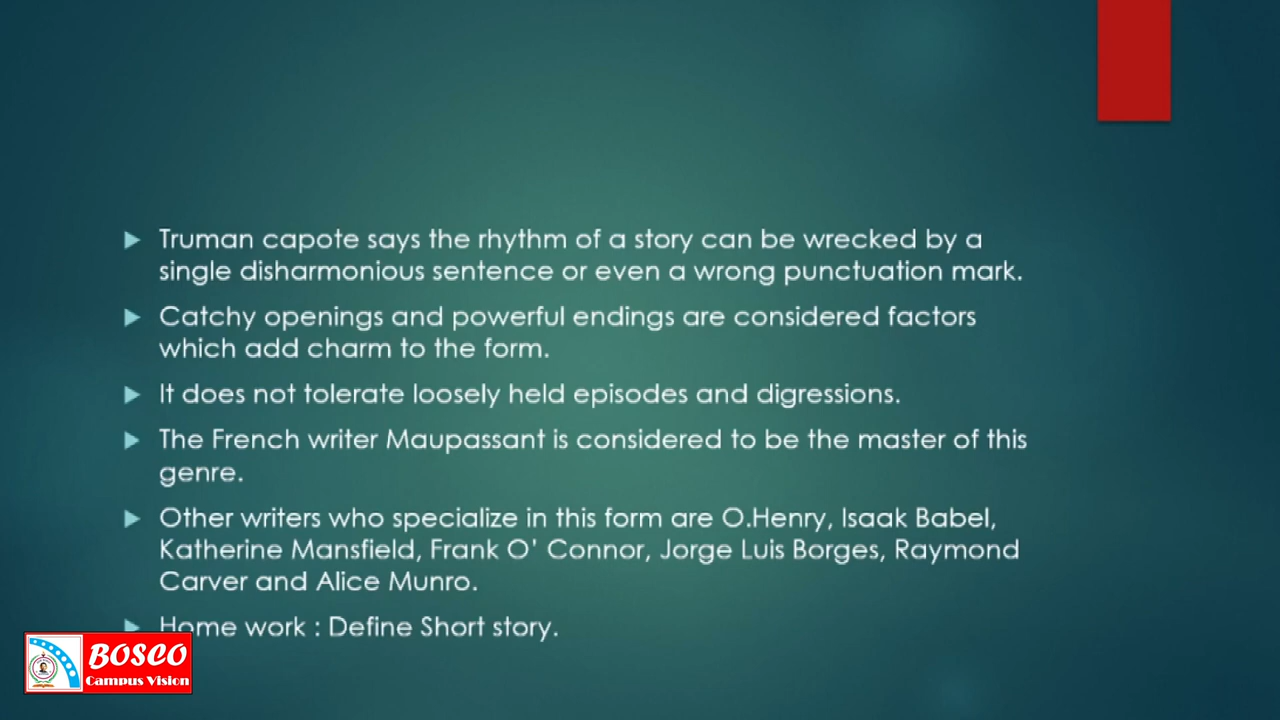 Truman capote says the rhythm of a story can be wrecked by a
single disharmonious sentence or even a wrong punctuation mark.
Catchy openings and powerful endings are considered factors
which add charm to the form.
It does not tolerate loosely held episodes and digressions.
The French writer Maupassant is considered to be the master of this
genre.
Other writers who specialize in this form are O.Henry, Isaak Babel,
Katherine Mansfield, Frank O' Connor, Jorge Luis Borges, Raymond
Carver and Alice Munro.
Home work : Define Short story.
BOSCO
Campus Vision